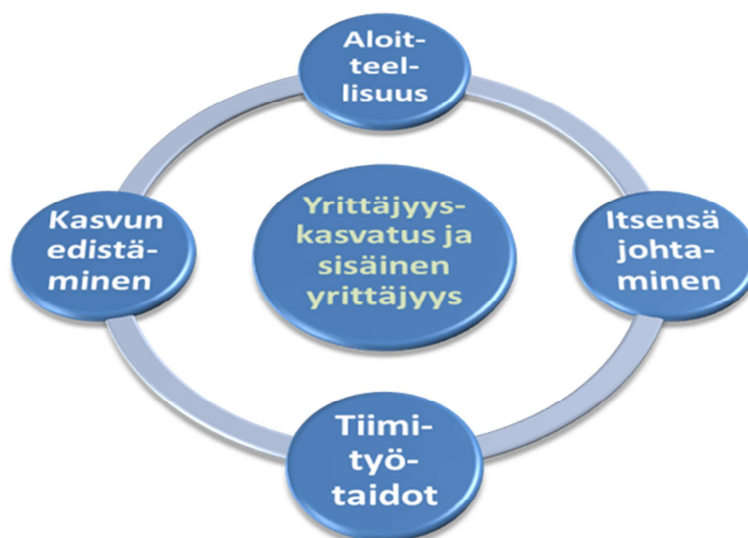 Aloit-
teel-
lisuus
Kasvun
edistä-
minen
Yrittäjyys-
kasvatus ja
sisäinen
yrittäjyys
Itsensä
johta-
minen
Tiimi-
työ-
taidot